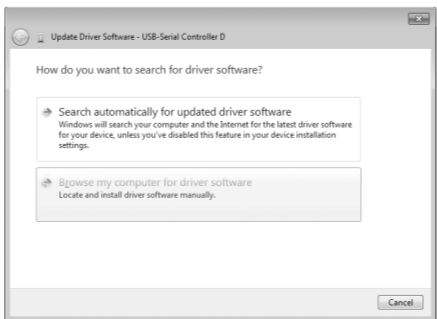 Update Driver Software - USB-Serial Controller D
How do you want to search for driver software?
Search automatically for updated driver software
Windows will search your computer and the Internet for the latest driver software
for your device, unless you've disabled this feature in your device installation
settings.
Browse my computer for driver software
Locate and install driver software manually.
Cancel